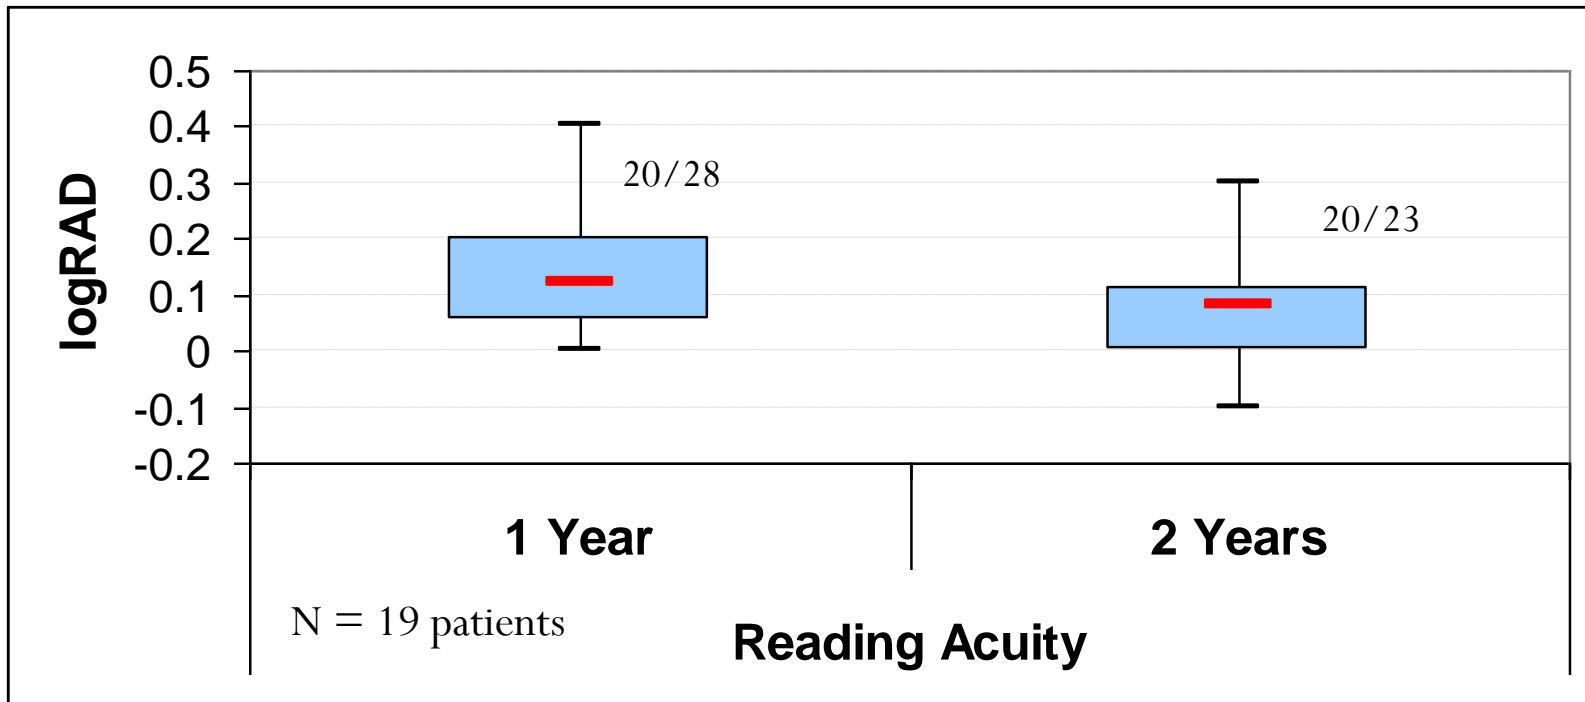 0.5
0.4
0.3
0.2
0.1
0
-0.1
-0.2
logRAD
20/28
20/23
1 Year
2 Years
N = 19 patients
Reading Acuity